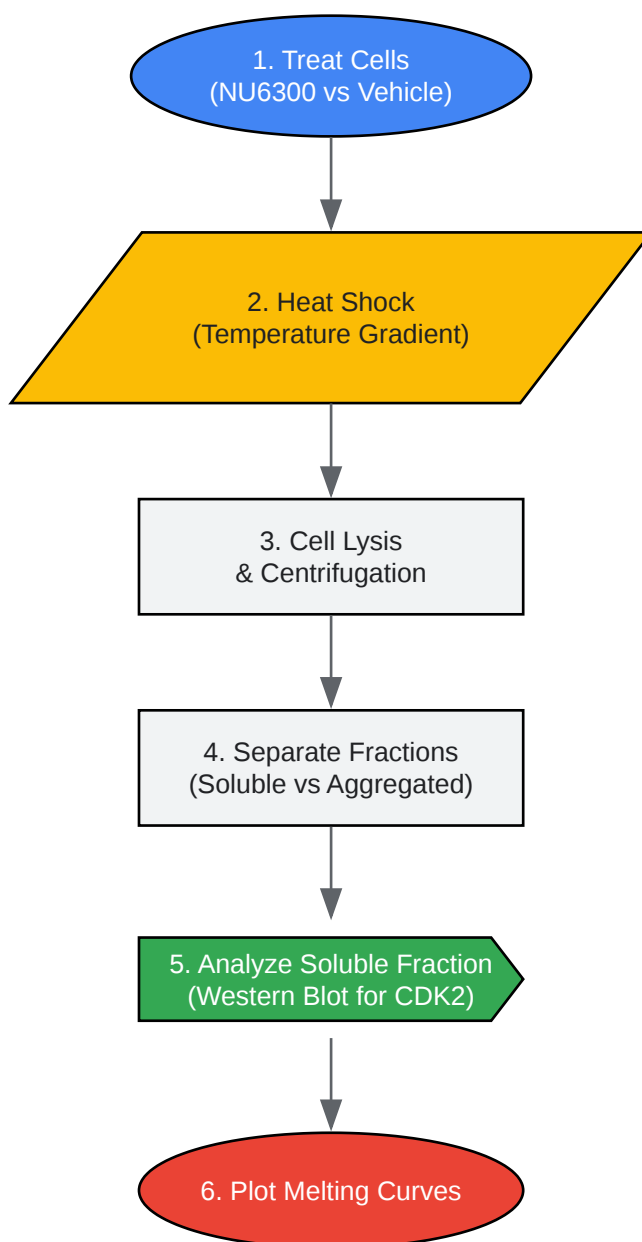 1. Treat Cells
(NU6300 vs Vehicle)
2. Heat Shock
(Temperature Gradient)
3. Cell Lysis
& Centrifugation
4. Separate Fractions
(Soluble vs Aggregated)
5. Analyze Soluble Fraction
(Western Blot for CDK2)
6. Plot Melting Curves